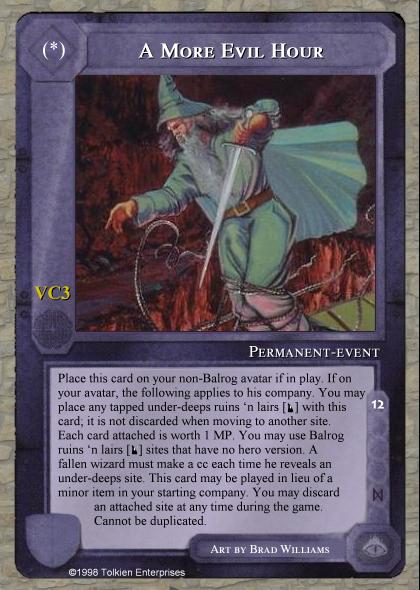 (*)
A More Evil Hour
VC3
Permanent-event
Place this card on your non-Balrog avatar if in play. If on
your avatar, the following applies to his company. You may
place any tapped under-deeps ruins 'n lairs [] with this
card; it is not discarded when moving to another site.
Each card attached is worth 1 MP. You may use Balrog
ruins 'n lairs [] sites that have no hero version. A
fallen wizard must make a cc each time he reveals an
under-deeps site. This card may be played in lieu of a
minor item in your starting company. You may discard
an attached site at any time during the game.
Cannot be duplicated.
12
Art by Brad Williams
©1998 Tolkien Enterprises